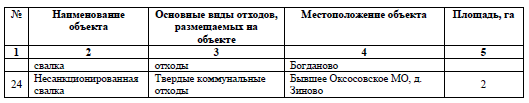 № Наименование Основные виды отходов, Местоположение объекта Площадь, га
объекта размещаемых на
объекте
1 2 3 4 5
свалка отходы Богданово
24 Несанкционированная Твердые коммунальные Бывшее Оксосовское МО, д. 2
свалка отходы Зиново